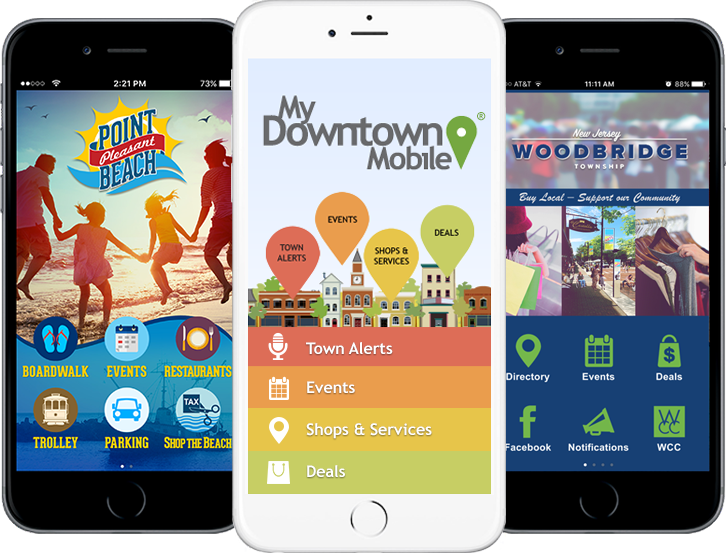 2:21 PM
73%
POINT
Pleasant
BEACH
BOARDWALK
EVENTS
RESTAURANTS
TROLLEY
PARKING
TAX
SHOP THE BEACH
My
Downtown
Mobile®
EVENTS
DEALS
TOWN
ALERTS
SHOPS &
SERVICES
Town Alerts
Events
Shops & Services
Deals
AT&T
11:11 AM
88%
New Jersey
WOODBRIDGE
TOWNSHIP
Buy Local – Support our Community
Directory
Events
Deals
Facebook
Notifications
WCC